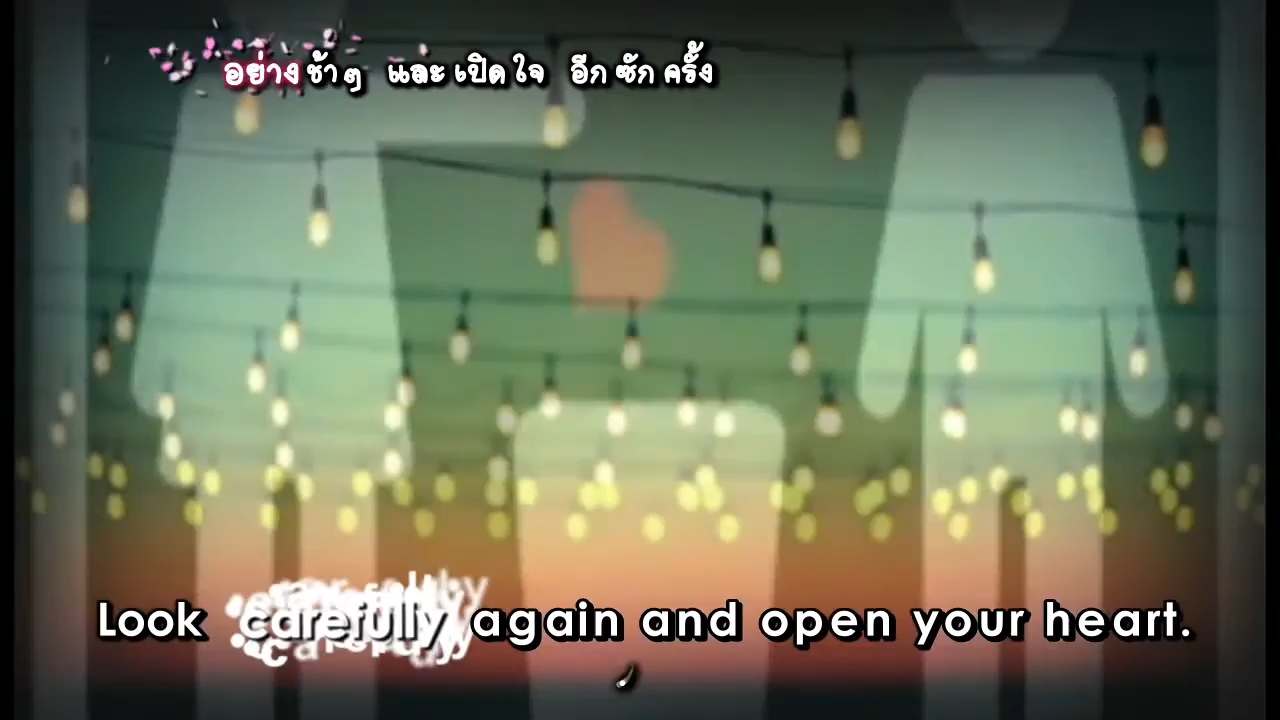 อย่าง ช้าๆ และ เปิด ใจ อีก ซัก ครั้ง
Look carefully again and open your heart.